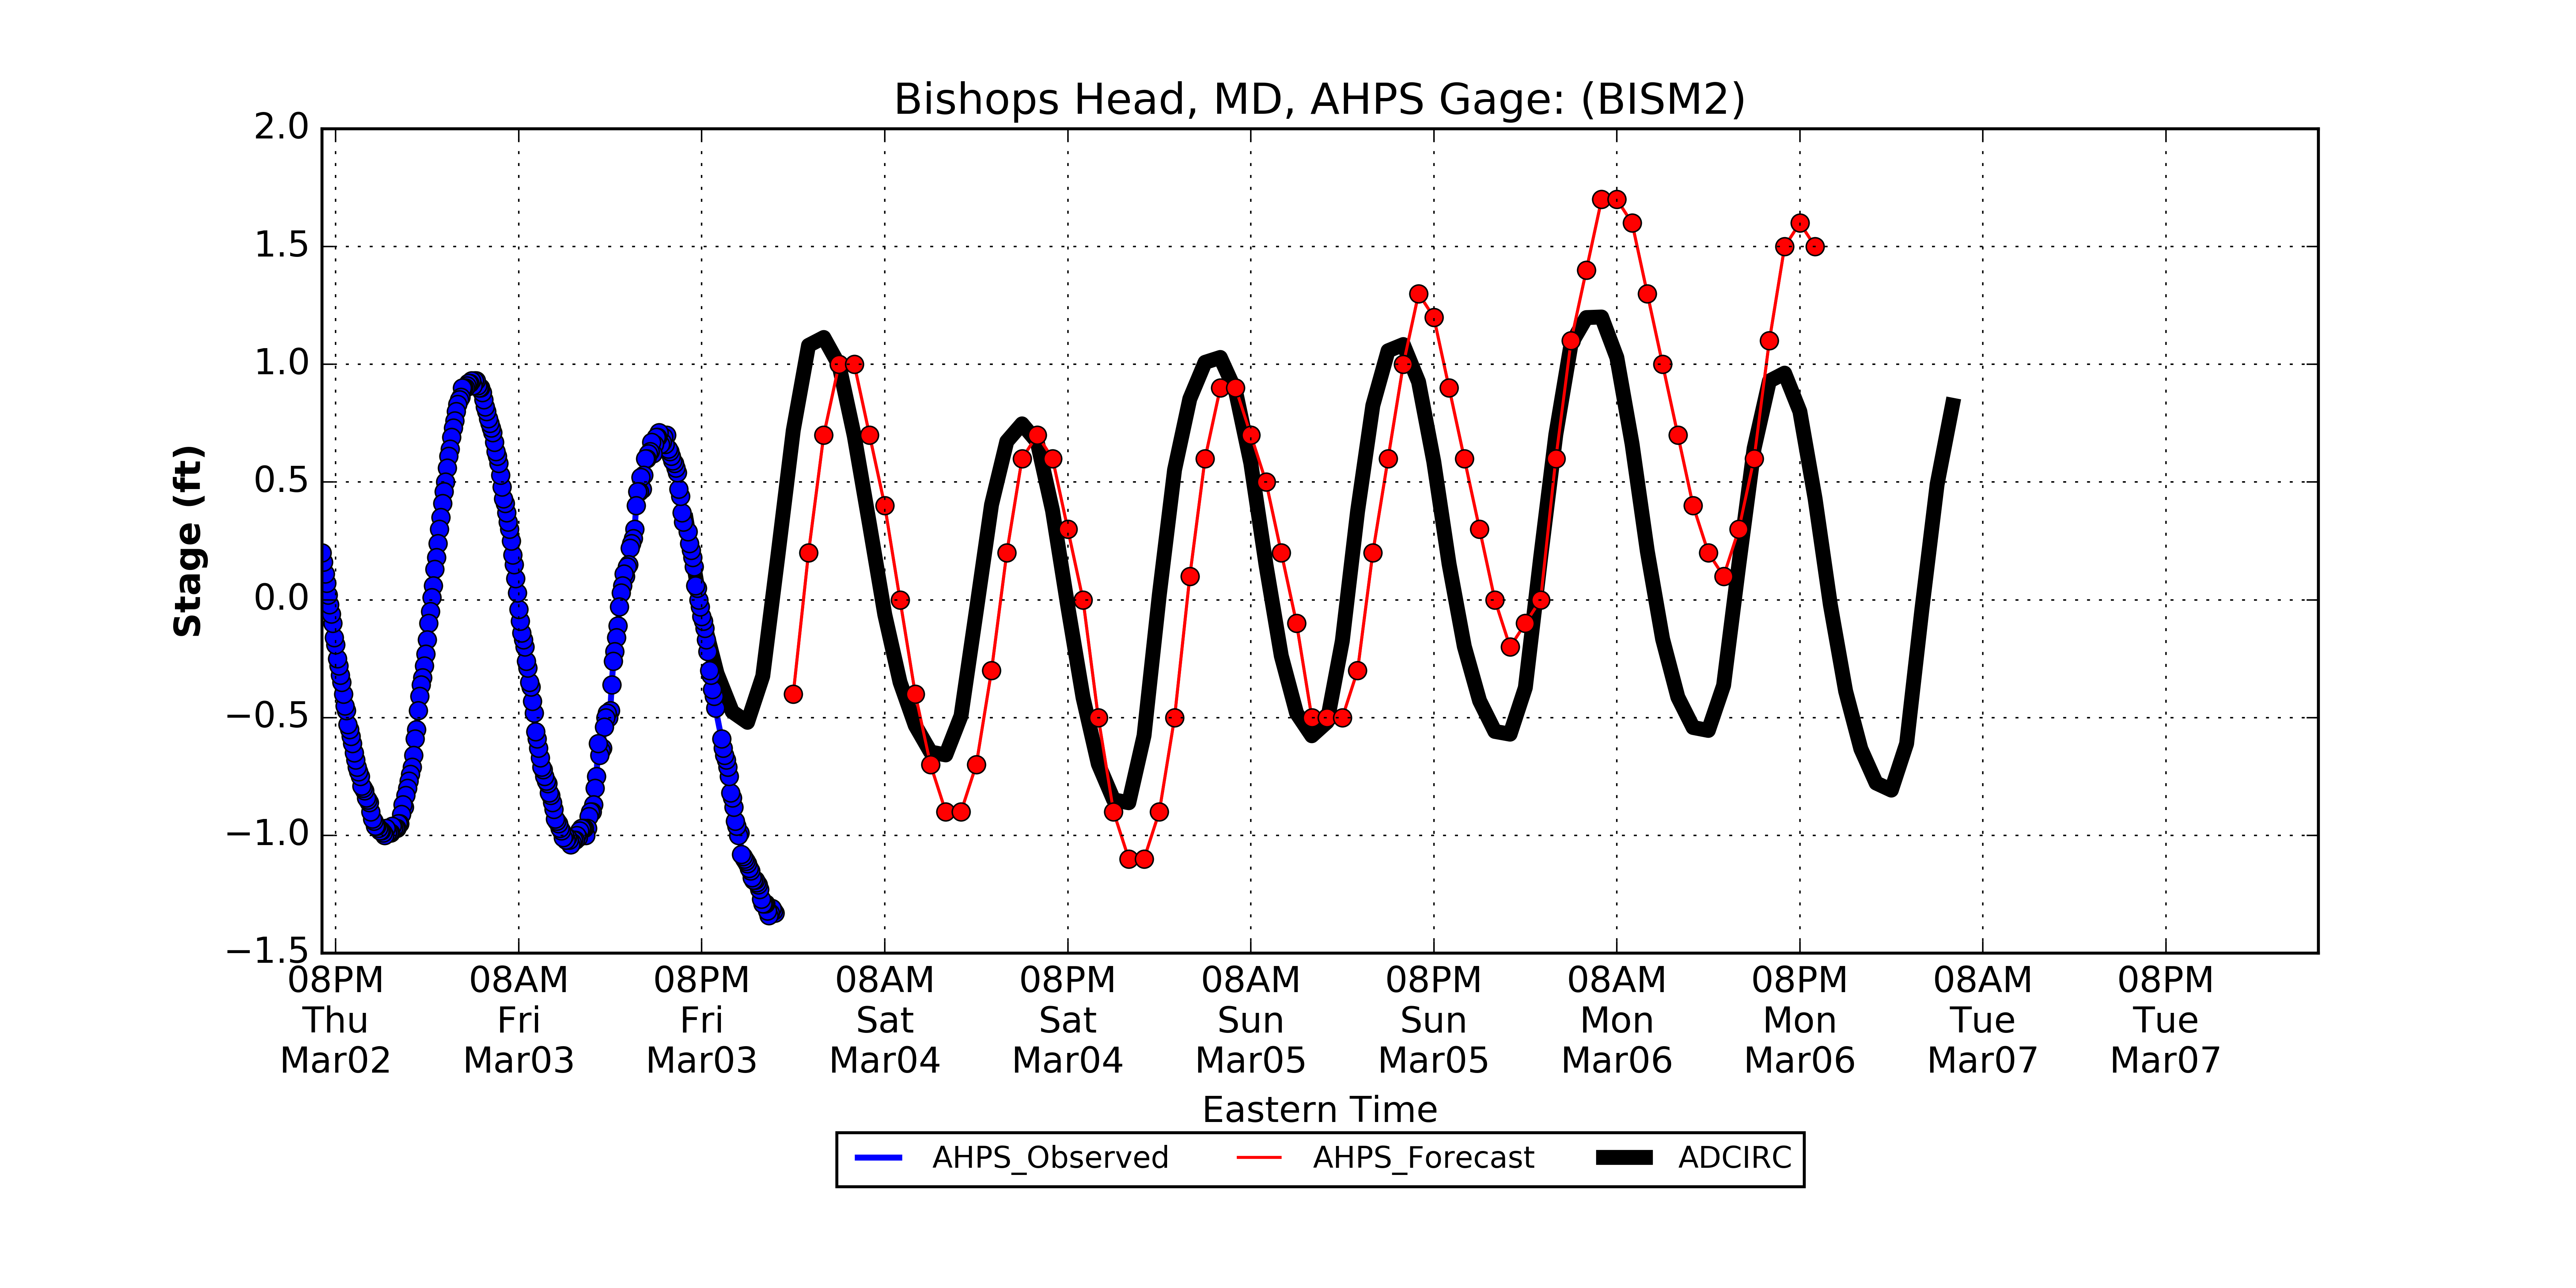 Bishops Head, MD, AHPS Gage: (BISM2)
2.0
1.5
1.0
0.5
0.0
−0.5
−1.0
−1.5
Stage (ft)
08PM 08AM 08PM 08AM 08PM 08AM 08PM 08AM 08PM 08AM 08PM
Thu Fri Fri Sat Sat Sun Sun Mon Mon Tue Tue
Mar02 Mar03 Mar03 Mar04 Mar04 Mar05 Mar05 Mar06 Mar06 Mar07 Mar07
Eastern Time
AHPS_Observed AHPS_Forecast ADCIRC